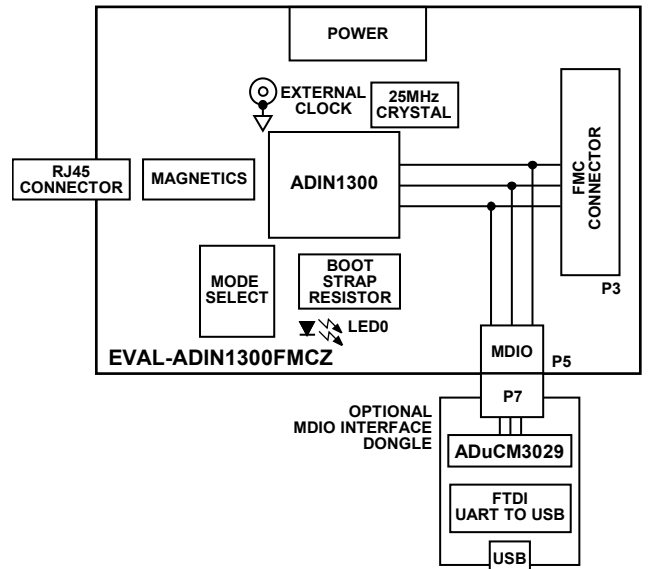 POWER
EXTERNAL
CLOCK
25MHz
CRYSTAL
RJ45
CONNECTOR
MAGNETICS
ADIN1300
FMC
CONNECTOR
P3
MODE
SELECT
BOOT
STRAP
RESISTOR
LED0
EVAL-ADIN1300FMCZ
MDIO
P5
P7
OPTIONAL
MDIO INTERFACE
DONGLE
ADuCM3029
FTDI
UART TO USB
USB